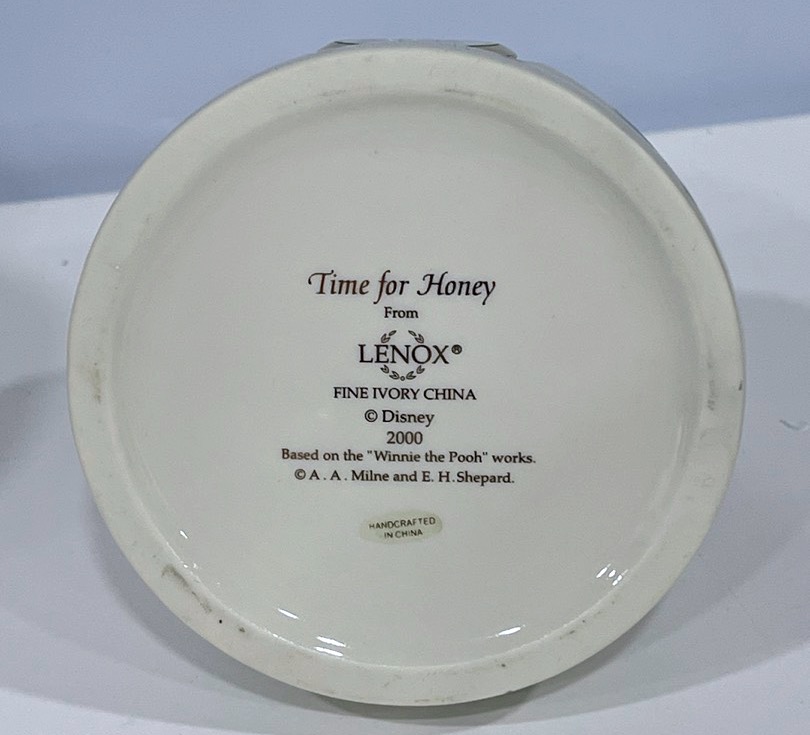 Time for Honey
From
LENOX®
FINE IVORY CHINA
© Disney
2000
Based on the "Winnie the Pooh" works.
© A. A. Milne and E. H. Shepard.
HANDCRAFTED
IN CHINA